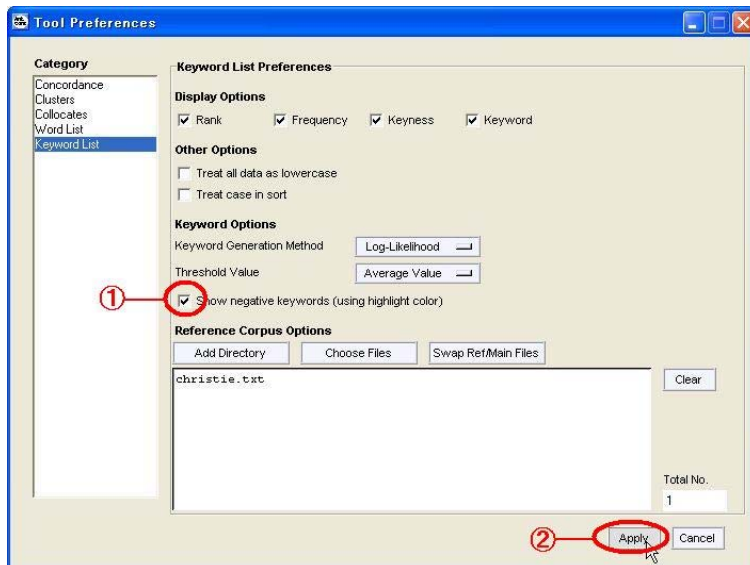 Tool Preferences
Category
Concordance
Clusters
Collocates
Word List
Keyword List
Keyword List Preferences
Display Options
Rank Frequency Keyness Keyword
Other Options
Treat all data as lowercase
Treat case in sort
Keyword Options
Keyword Generation Method Log-Likelihood
Threshold Value Average Value
① Show negative keywords (using highlight color)
Reference Corpus Options
Add Directory Choose Files Swap Ref/Main Files
christie.txt
Clear
Total No.
1
② Apply Cancel